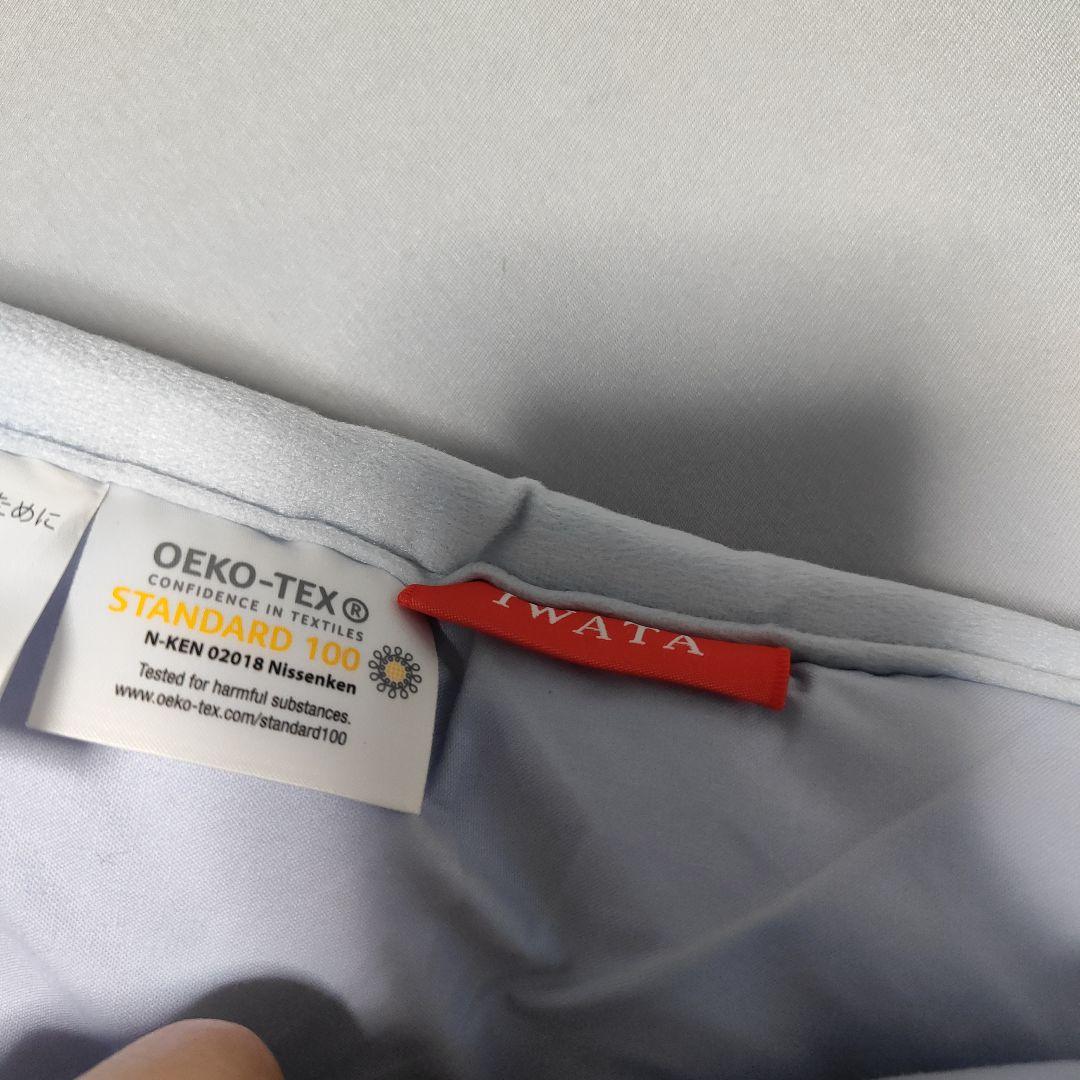 ために
OEKO-TEX®
CONFIDENCE IN TEXTILES
STANDARD 100
N-KEN 02018 Nissenken
Tested for harmful substances.
www.oeko-tex.com/standard100
IWATA